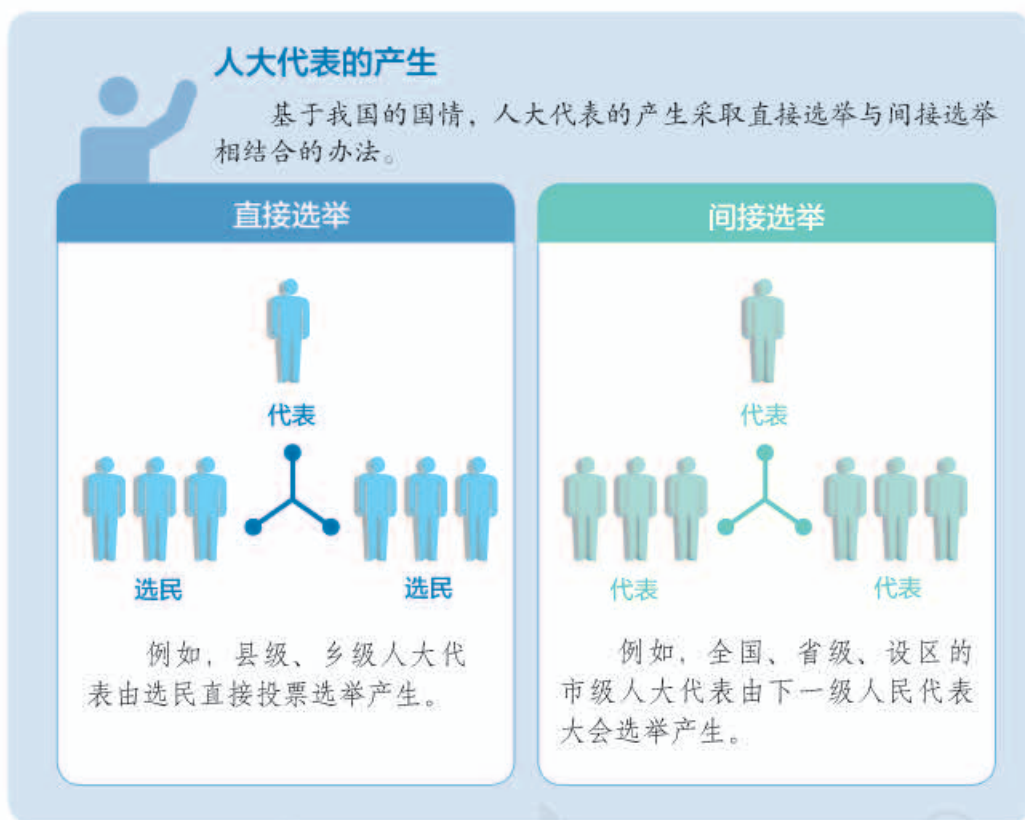 人大代表的产生
基于我国的国情，人大代表的产生采取直接选举与间接选举
相结合的办法。
直接选举
代表
选民
选民
例如，县级、乡级人大代
表由选民直接投票选举产生。
间接选举
代表
代表
代表
例如，全国、省级、设区的
市级人大代表由下一级人民代表
大会选举产生。